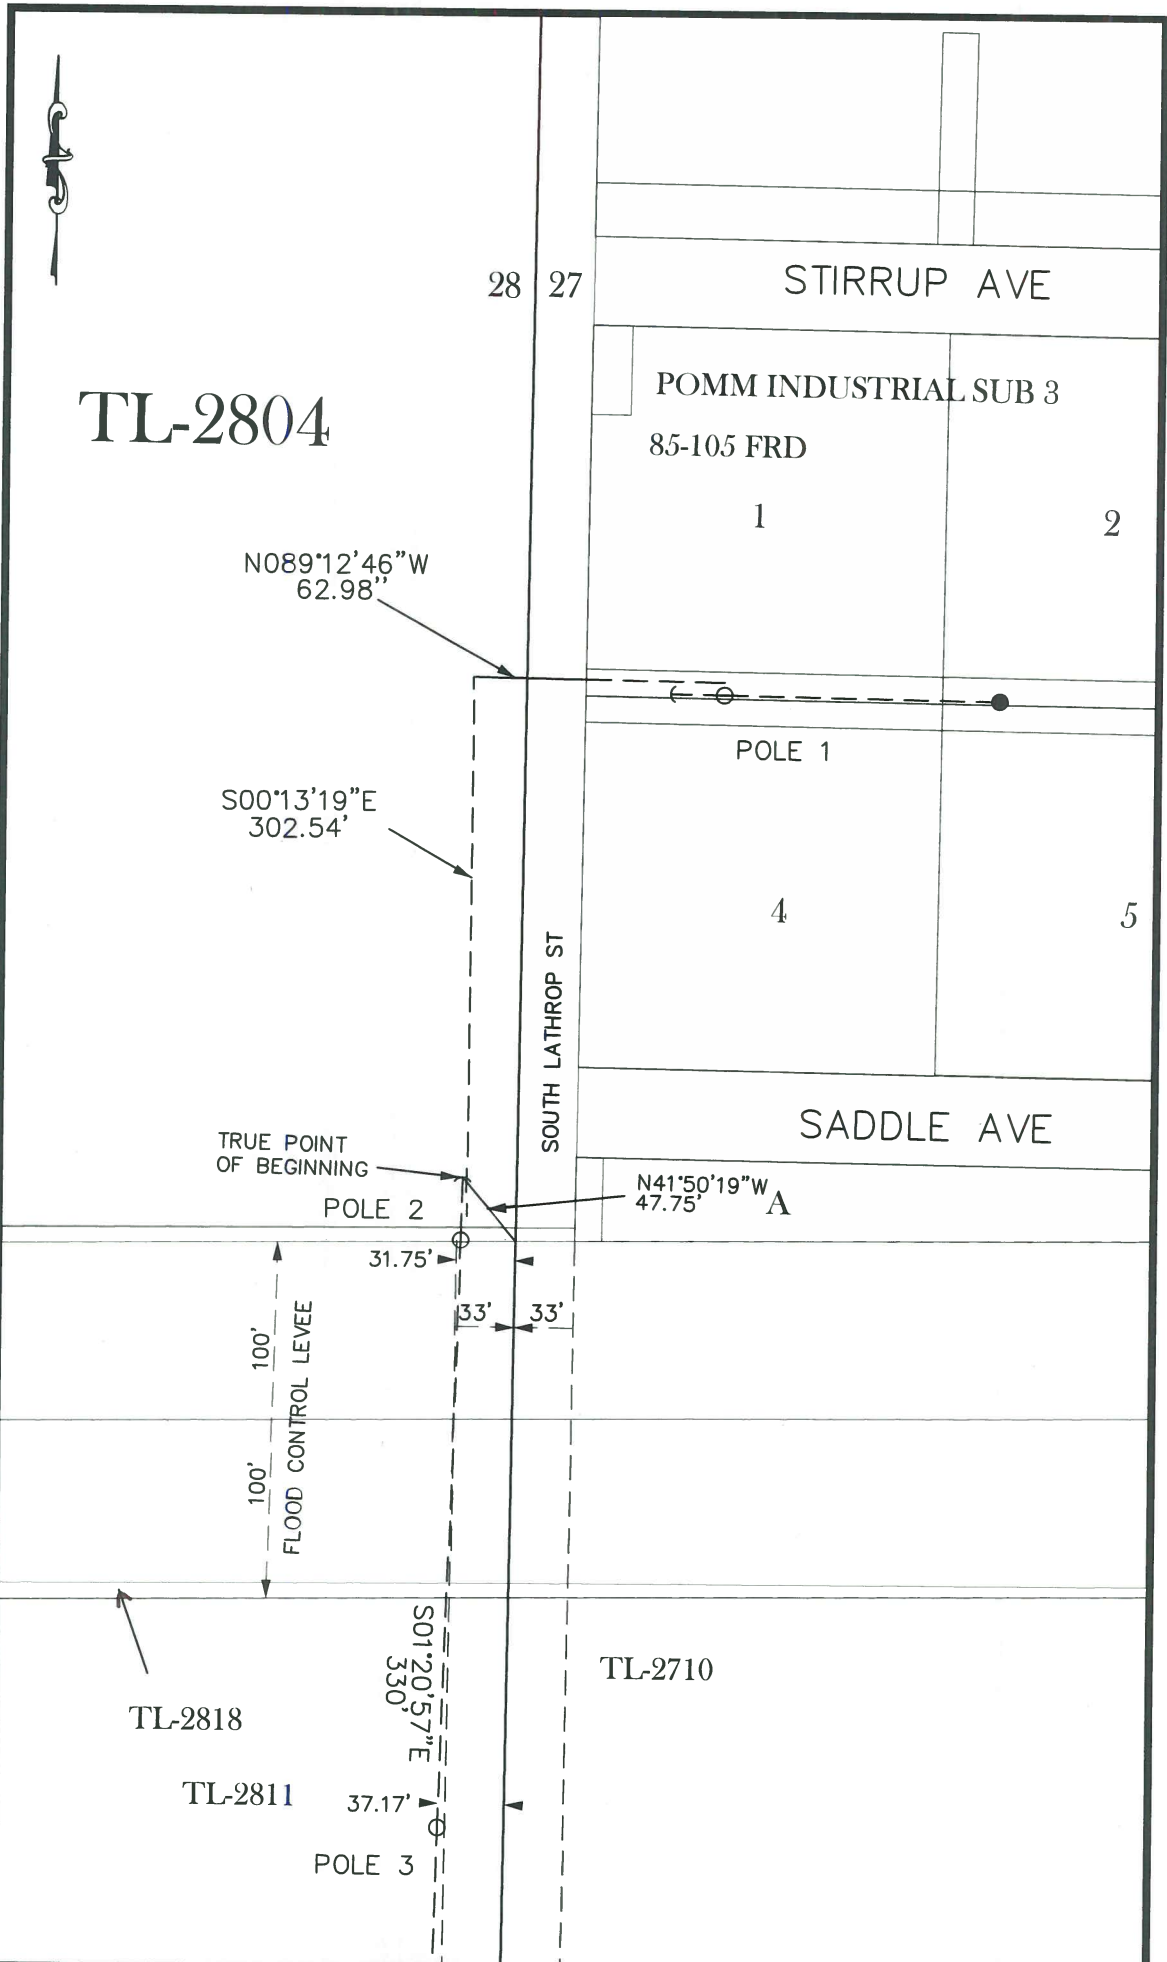 28 27
STIRRUP AVE
TL-2804
POMM INDUSTRIAL SUB 3
85-105 FRD
1
2
N089°12'46"W
62.98"
POLE 1
S00°13'19"E
302.54'
4
5
SOUTH LATHROP ST
SADDLE AVE
TRUE POINT
OF BEGINNING
N41°50'19"W
47.75' A
POLE 2
31.75'
33' 33'
100'
100'
FLOOD CONTROL LEVEE
S01°20'57"E
330'
TL-2710
TL-2818
TL-2811
37.17'
POLE 3